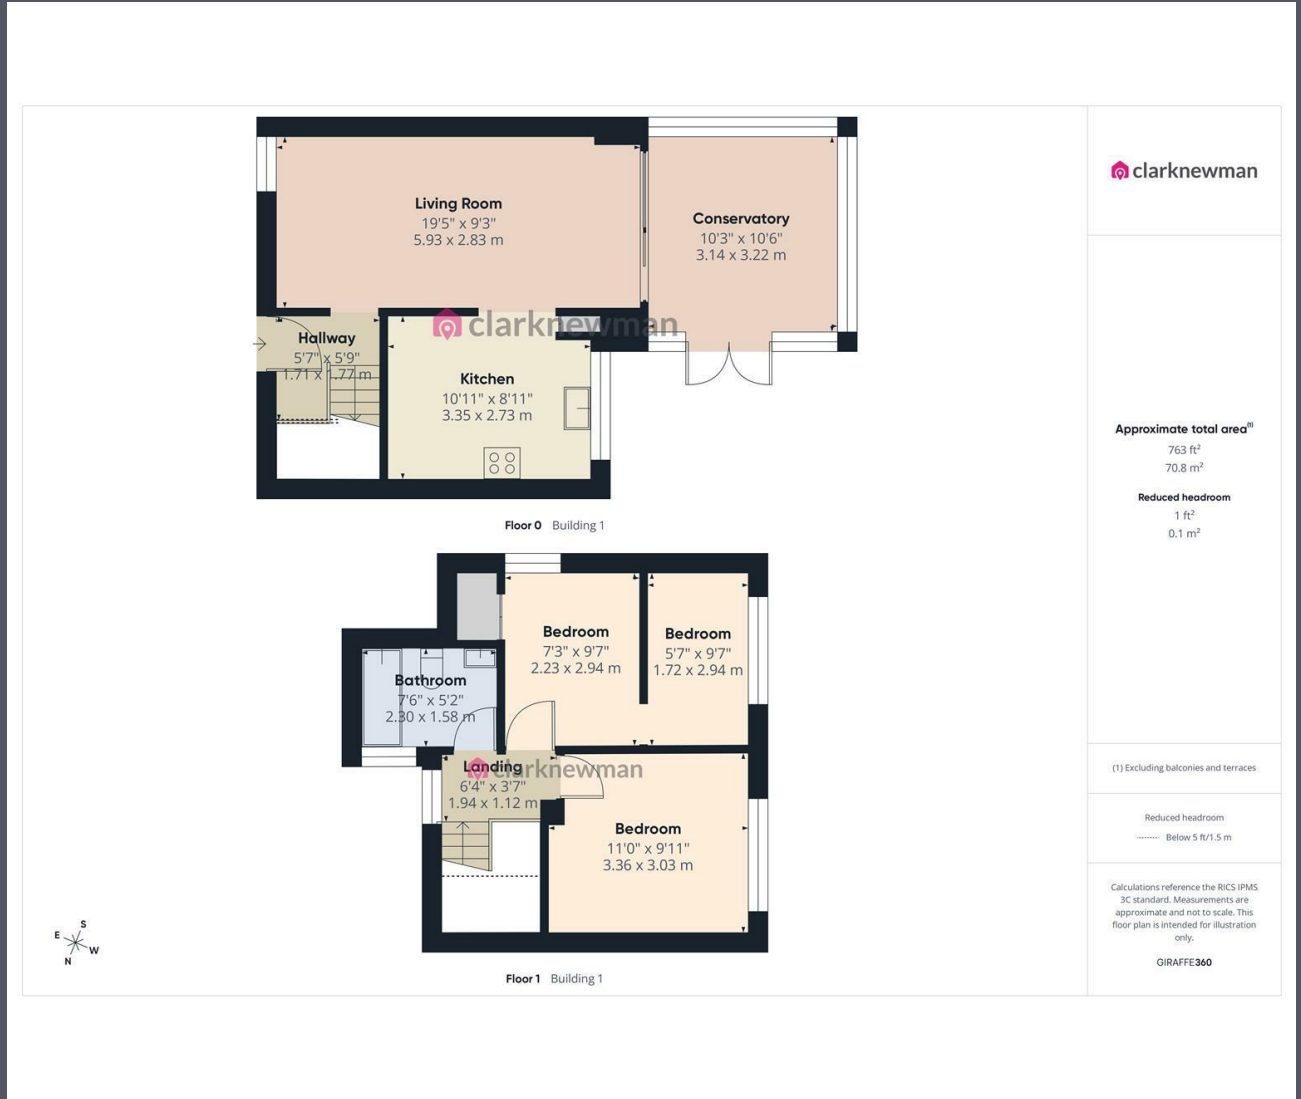 Living Room
19'5" x 9'3"
5.93 x 2.83 m
Conservatory
10'3" x 10'6"
3.14 x 3.22 m
clarknewman
Hallway
5'7" x 5'9"
1.71 x 1.77 m
Kitchen
10'11" x 8'11"
3.35 x 2.73 m
Floor 0 Building 1
Bedroom
7'3" x 9'7"
2.23 x 2.94 m
Bedroom
5'7" x 9'7"
1.72 x 2.94 m
Bathroom
7'6" x 5'2"
2.30 x 1.58 m
Landing
6'4" x 3'7"
1.94 x 1.12 m
clarknewman
Bedroom
11'0" x 9'11"
3.36 x 3.03 m
Floor 1 Building 1
S
E
W
N
clarknewman
Approximate total area(1)
763 ft²
70.8 m²
Reduced headroom
1 ft²
0.1 m²
(1) Excluding balconies and terraces
Reduced headroom
Below 5 ft/1.5 m
Calculations reference the RICS IPMS
3C standard. Measurements are
approximate and not to scale. This
floor plan is intended for illustration
only.
GIRAFFE360